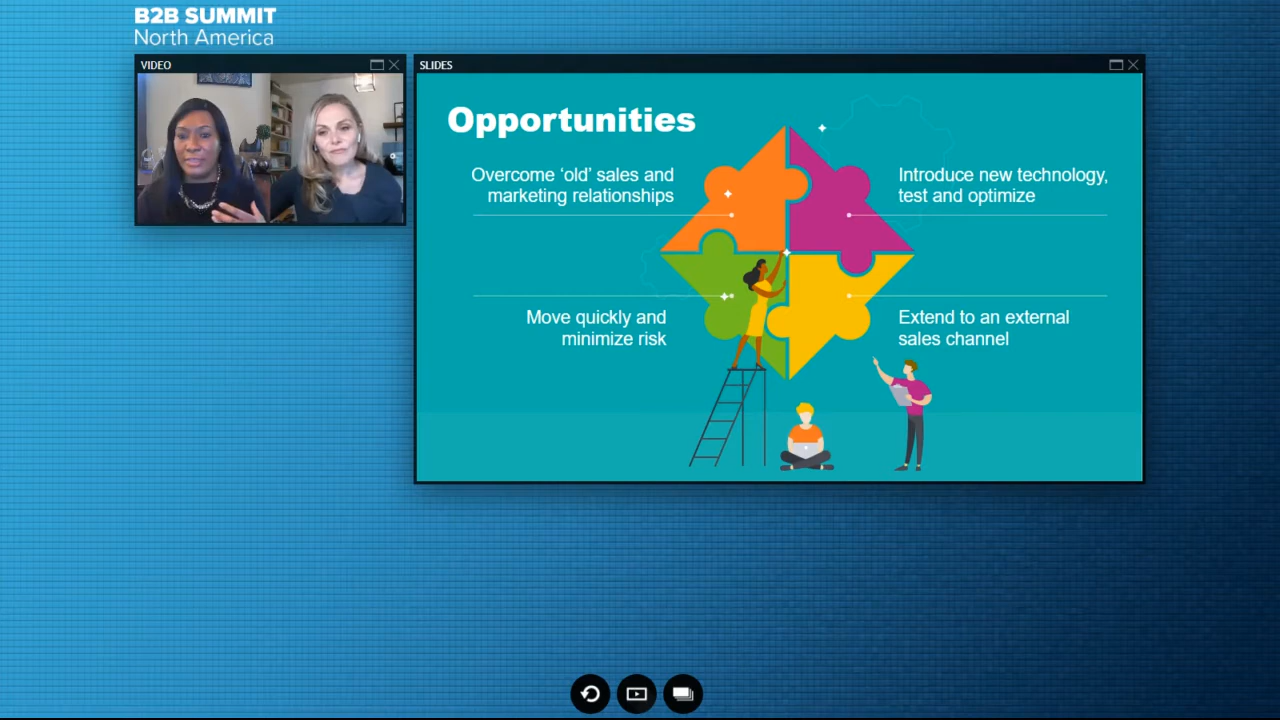 B2B SUMMIT
North America
VIDEO
SLIDES
Opportunities
Overcome ‘old’ sales and
marketing relationships
Introduce new technology,
test and optimize
Move quickly and
minimize risk
Extend to an external
sales channel